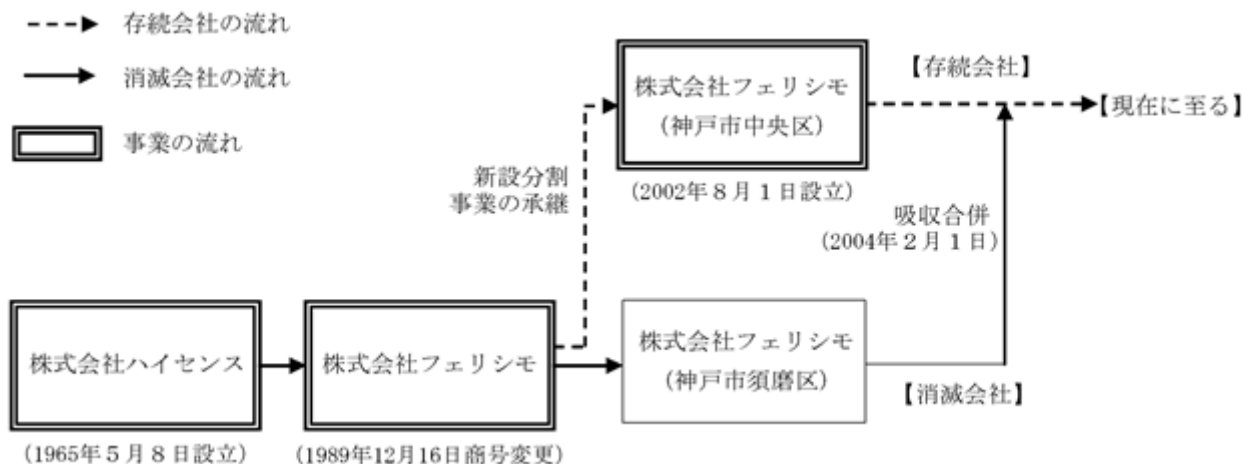 存続会社の流れ
消滅会社の流れ
事業の流れ
株式会社フェリシモ
(神戸市中央区)
(2002年8月1日設立)
【存続会社】
【現在に至る】
新設分割
事業の承継
吸収合併
(2004年2月1日)
株式会社ハイセンス
(1965年5月8日設立)
株式会社フェリシモ
(1989年12月16日商号変更)
株式会社フェリシモ
(神戸市須磨区)
【消滅会社】